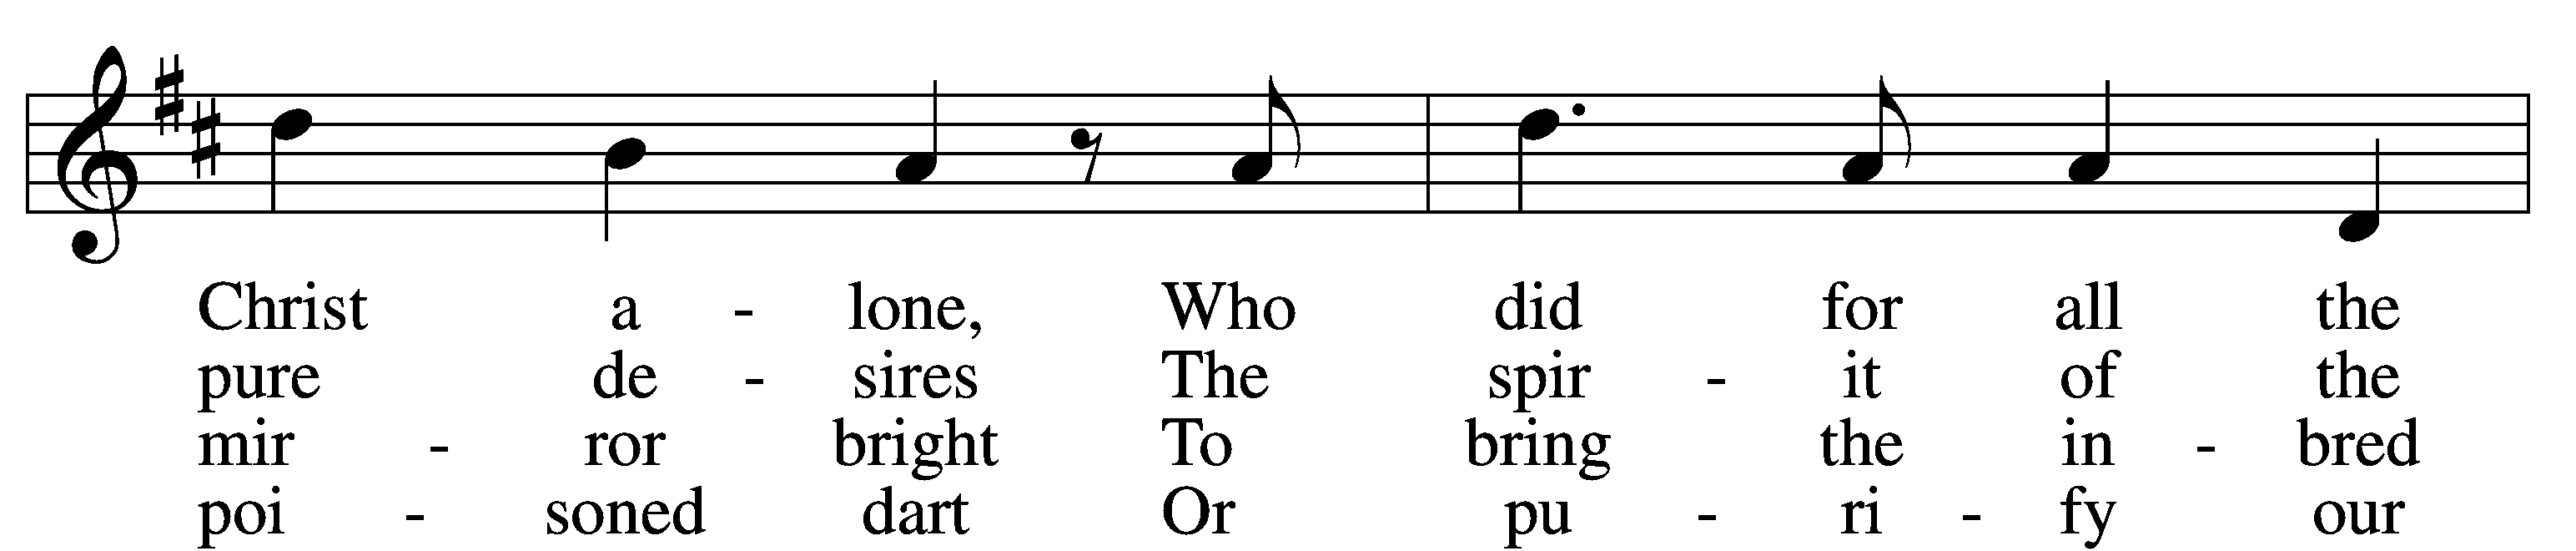 Christ a - lone, Who did for all the
pure de - sires The spir - it of the
mir - ror bright To bring the in - bred
poi - soned dart Or pu - ri - fy our